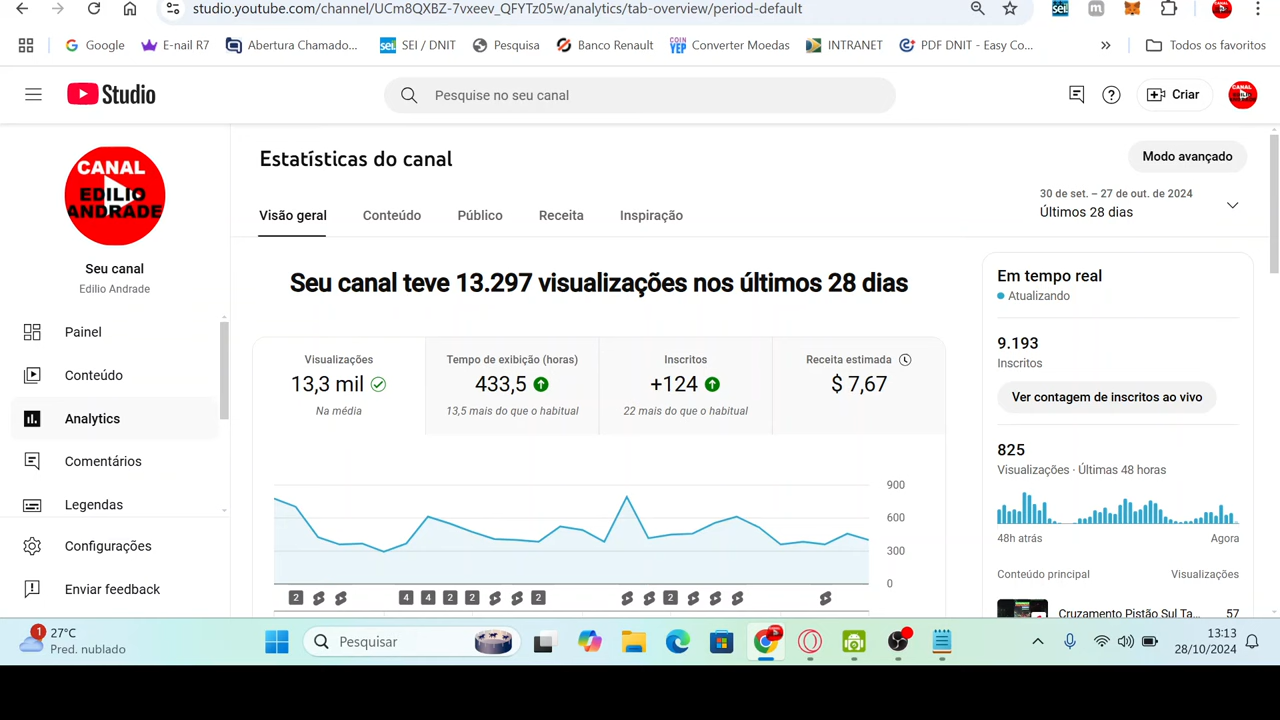 studio.youtube.com/channel/UCm8QXBZ-7vxeev_QFYTz05w/analytics/tab-overview/period-default
Google
E-nail R7
Abertura Chamado...
SEI / DNIT
Pesquisa
Banco Renault
Converter Moedas
INTRANET
PDF DNIT - Easy Co...
»
Todos os favoritos
Studio
Pesquise no seu canal
Criar
CANAL
EDILIO
ANDRADE
Seu canal
Edilio Andrade
Painel
Conteúdo
Analytics
Comentários
Legendas
Configurações
Enviar feedback
Estatísticas do canal
Modo avançado
Visão geral
Conteúdo
Público
Receita
Inspiração
30 de set. – 27 de out. de 2024
Últimos 28 dias
Seu canal teve 13.297 visualizações nos últimos 28 dias
Visualizações
13,3 mil
Na média
Tempo de exibição (horas)
433,5
13,5 mais do que o habitual
Inscritos
+124
22 mais do que o habitual
Receita estimada
$ 7,67
900
600
300
0
2
4
4
2
2
2
2
Em tempo real
Atualizando
9.193
Inscritos
Ver contagem de inscritos ao vivo
825
Visualizações · Últimas 48 horas
48h atrás
Agora
Conteúdo principal
Visualizações
Cruzamento Pistão Sul Ta...
57
1
27°C
Pred. nublado
Pesquisar
13:13
28/10/2024